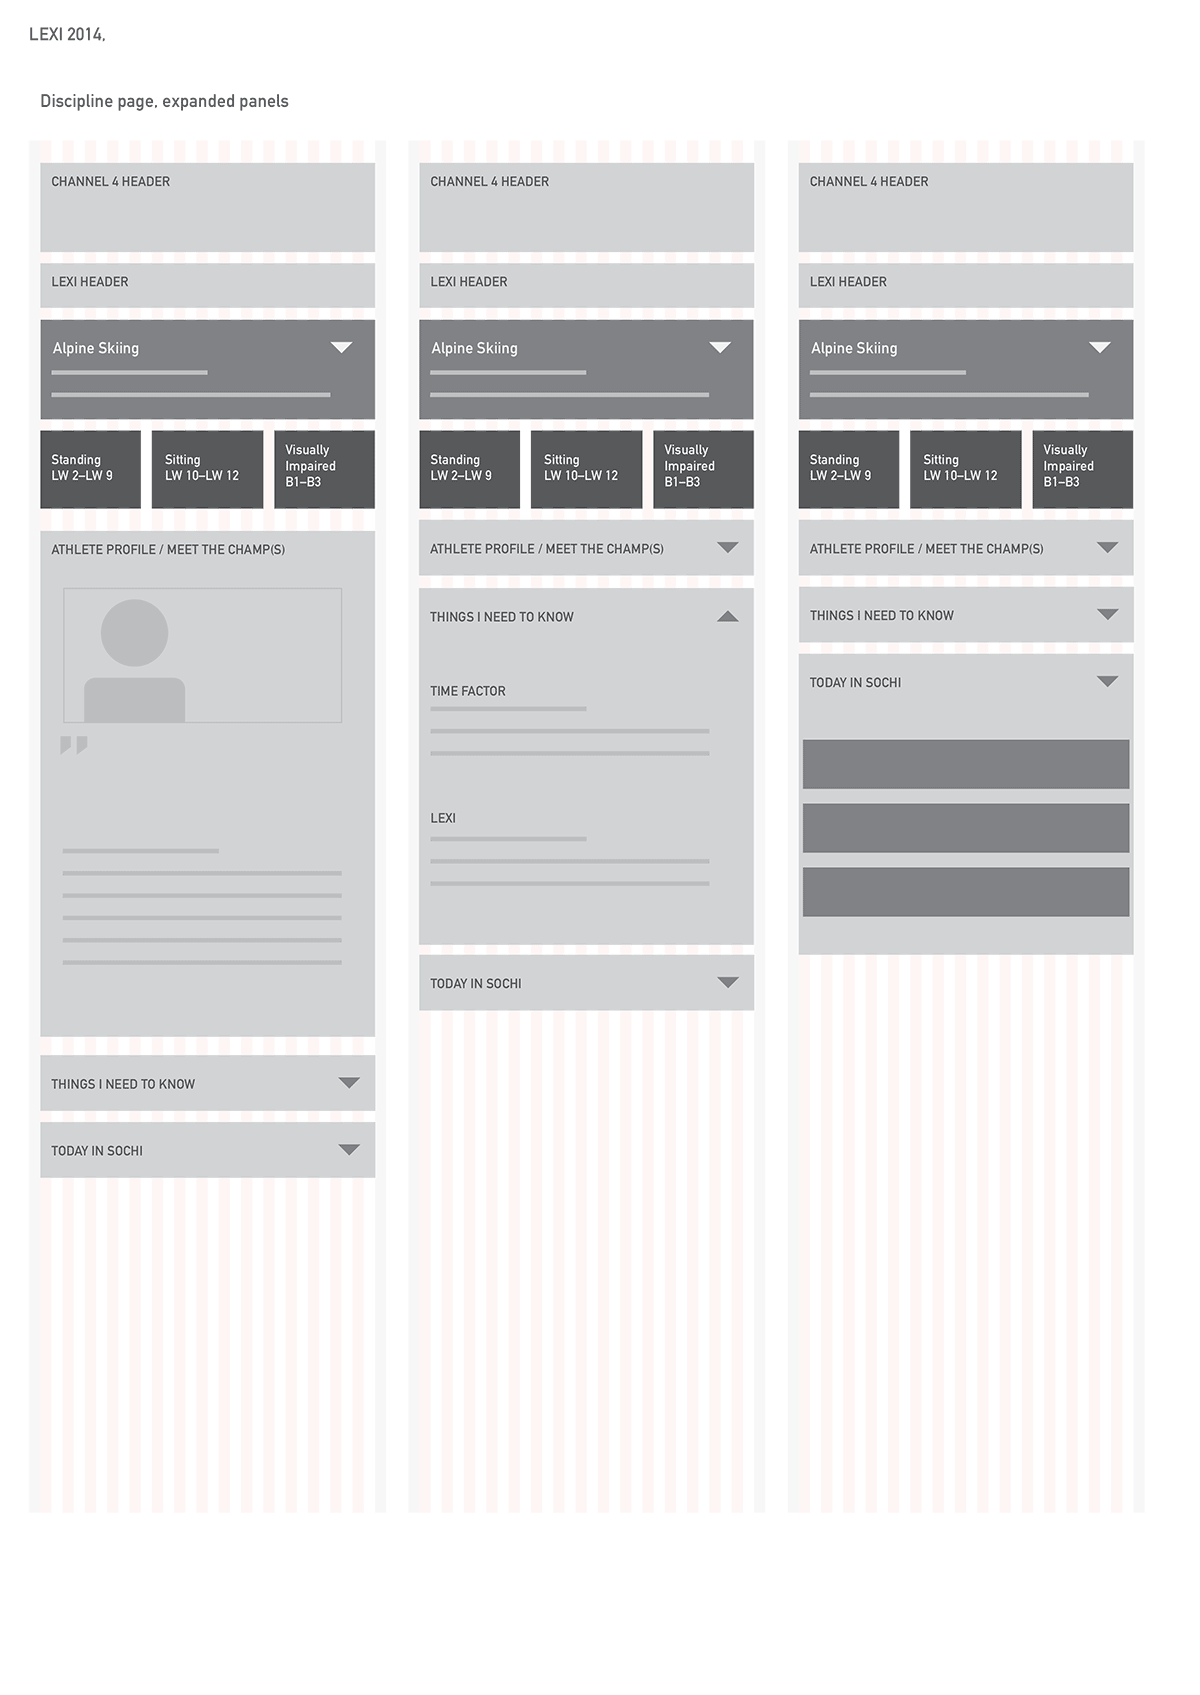 LEXI 2014,
Discipline page, expanded panels
CHANNEL 4 HEADER
LEXI HEADER
Alpine Skiing
Standing
LW 2–LW 9
Sitting
LW 10–LW 12
Visually
Impaired
B1–B3
ATHLETE PROFILE / MEET THE CHAMP(S)
”
THINGS I NEED TO KNOW
TODAY IN SOCHI
CHANNEL 4 HEADER
LEXI HEADER
Alpine Skiing
Standing
LW 2–LW 9
Sitting
LW 10–LW 12
Visually
Impaired
B1–B3
ATHLETE PROFILE / MEET THE CHAMP(S)
THINGS I NEED TO KNOW
TIME FACTOR
LEXI
TODAY IN SOCHI
CHANNEL 4 HEADER
LEXI HEADER
Alpine Skiing
Standing
LW 2–LW 9
Sitting
LW 10–LW 12
Visually
Impaired
B1–B3
ATHLETE PROFILE / MEET THE CHAMP(S)
THINGS I NEED TO KNOW
TODAY IN SOCHI